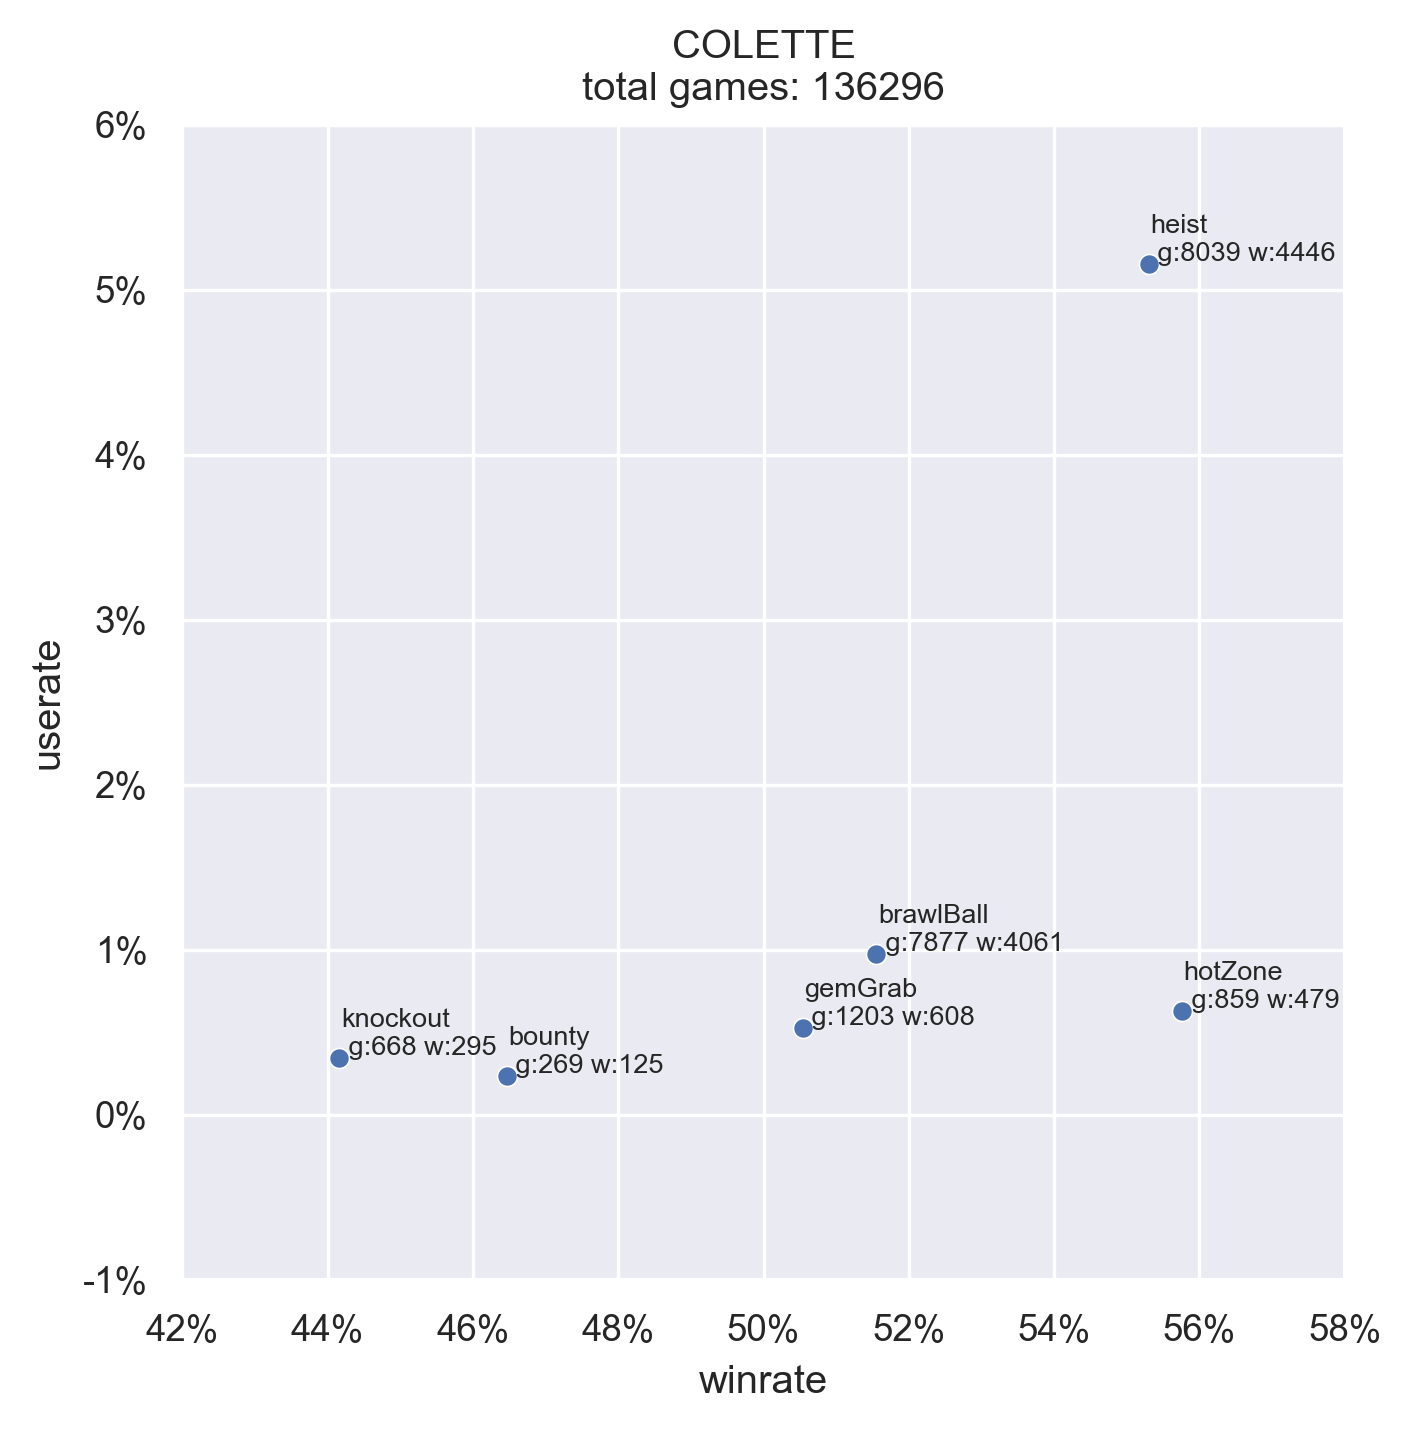 COLETTE
total games: 136296
6%
5%
4%
3%
2%
1%
0%
-1%
userate
heist
g:8039 w:4446
brawlBall
g:7877 w:4061
hotZone
g:859 w:479
gemGrab
g:1203 w:608
knockout
g:668 w:295
bounty
g:269 w:125
42% 44% 46% 48% 50% 52% 54% 56% 58%
winrate